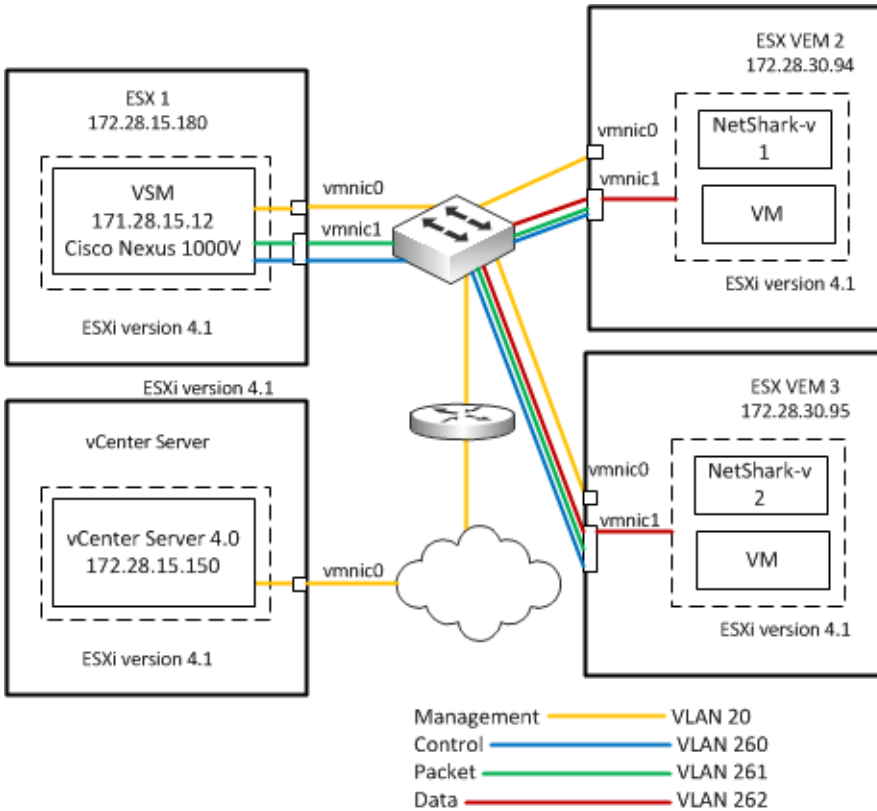 ESX 1
172.28.15.180
VSM
171.28.15.12
Cisco Nexus 1000V
ESXi version 4.1
vmnic0
vmnic1
ESX VEM 2
172.28.30.94
vmnic0
vmnic1
NetShark-v
1
VM
ESXi version 4.1
ESXi version 4.1
vCenter Server
vCenter Server 4.0
172.28.15.150
ESXi version 4.1
vmnic0
ESX VEM 3
172.28.30.95
vmnic0
vmnic1
NetShark-v
2
VM
ESXi version 4.1
Management VLAN 20
Control VLAN 260
Packet VLAN 261
Data VLAN 262